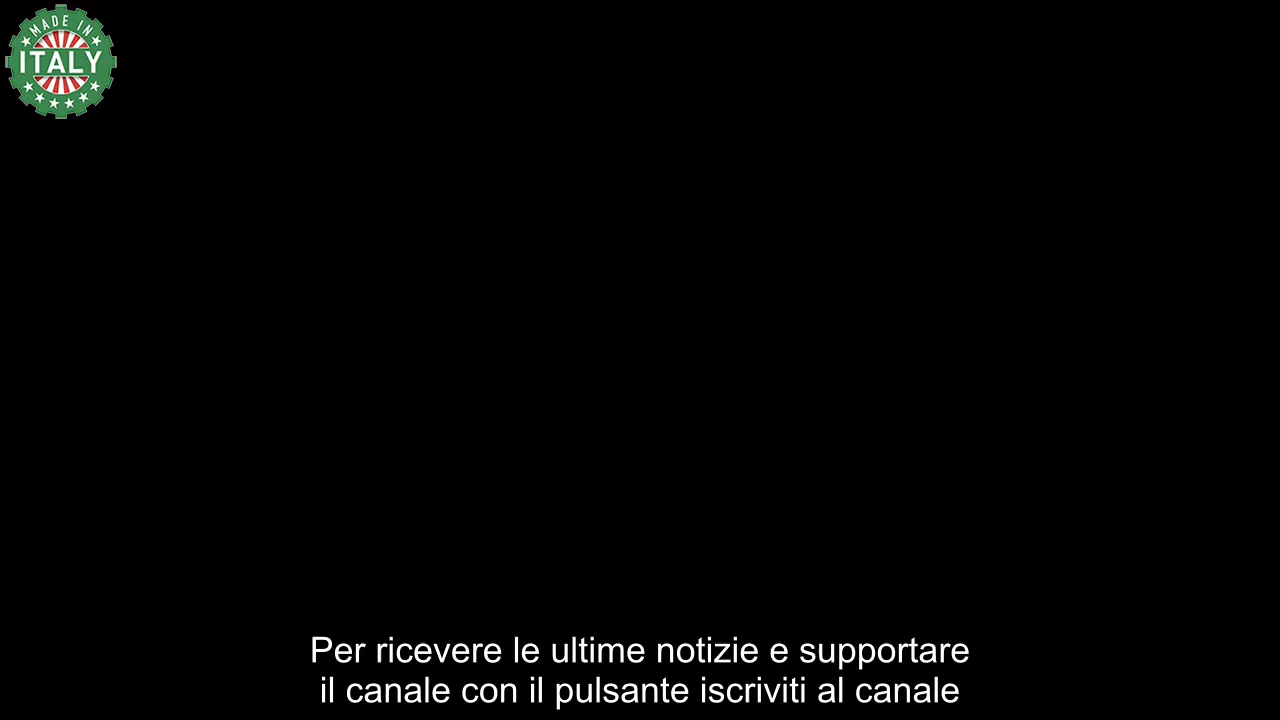 MADE IN
ITALY
Per ricevere le ultime notizie e supportare
il canale con il pulsante iscriviti al canale